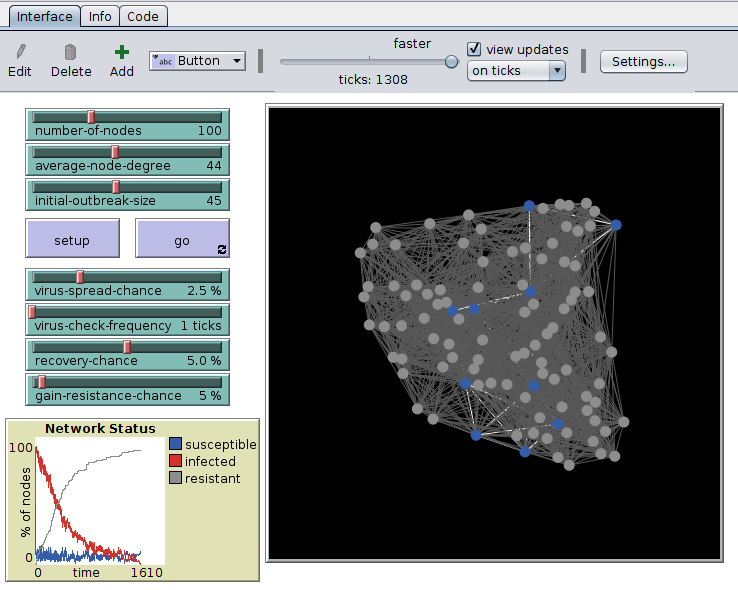 Interface Info Code
faster
Edit Delete Add
abc Button
view updates
on ticks
Settings...
ticks: 1308
number-of-nodes 100
average-node-degree 44
initial-outbreak-size 45
setup go
virus-spread-chance 2.5 %
virus-check-frequency 1 ticks
recovery-chance 5.0 %
gain-resistance-chance 5 %
Network Status
100
% of nodes
0
0 time 1610
susceptible
infected
resistant